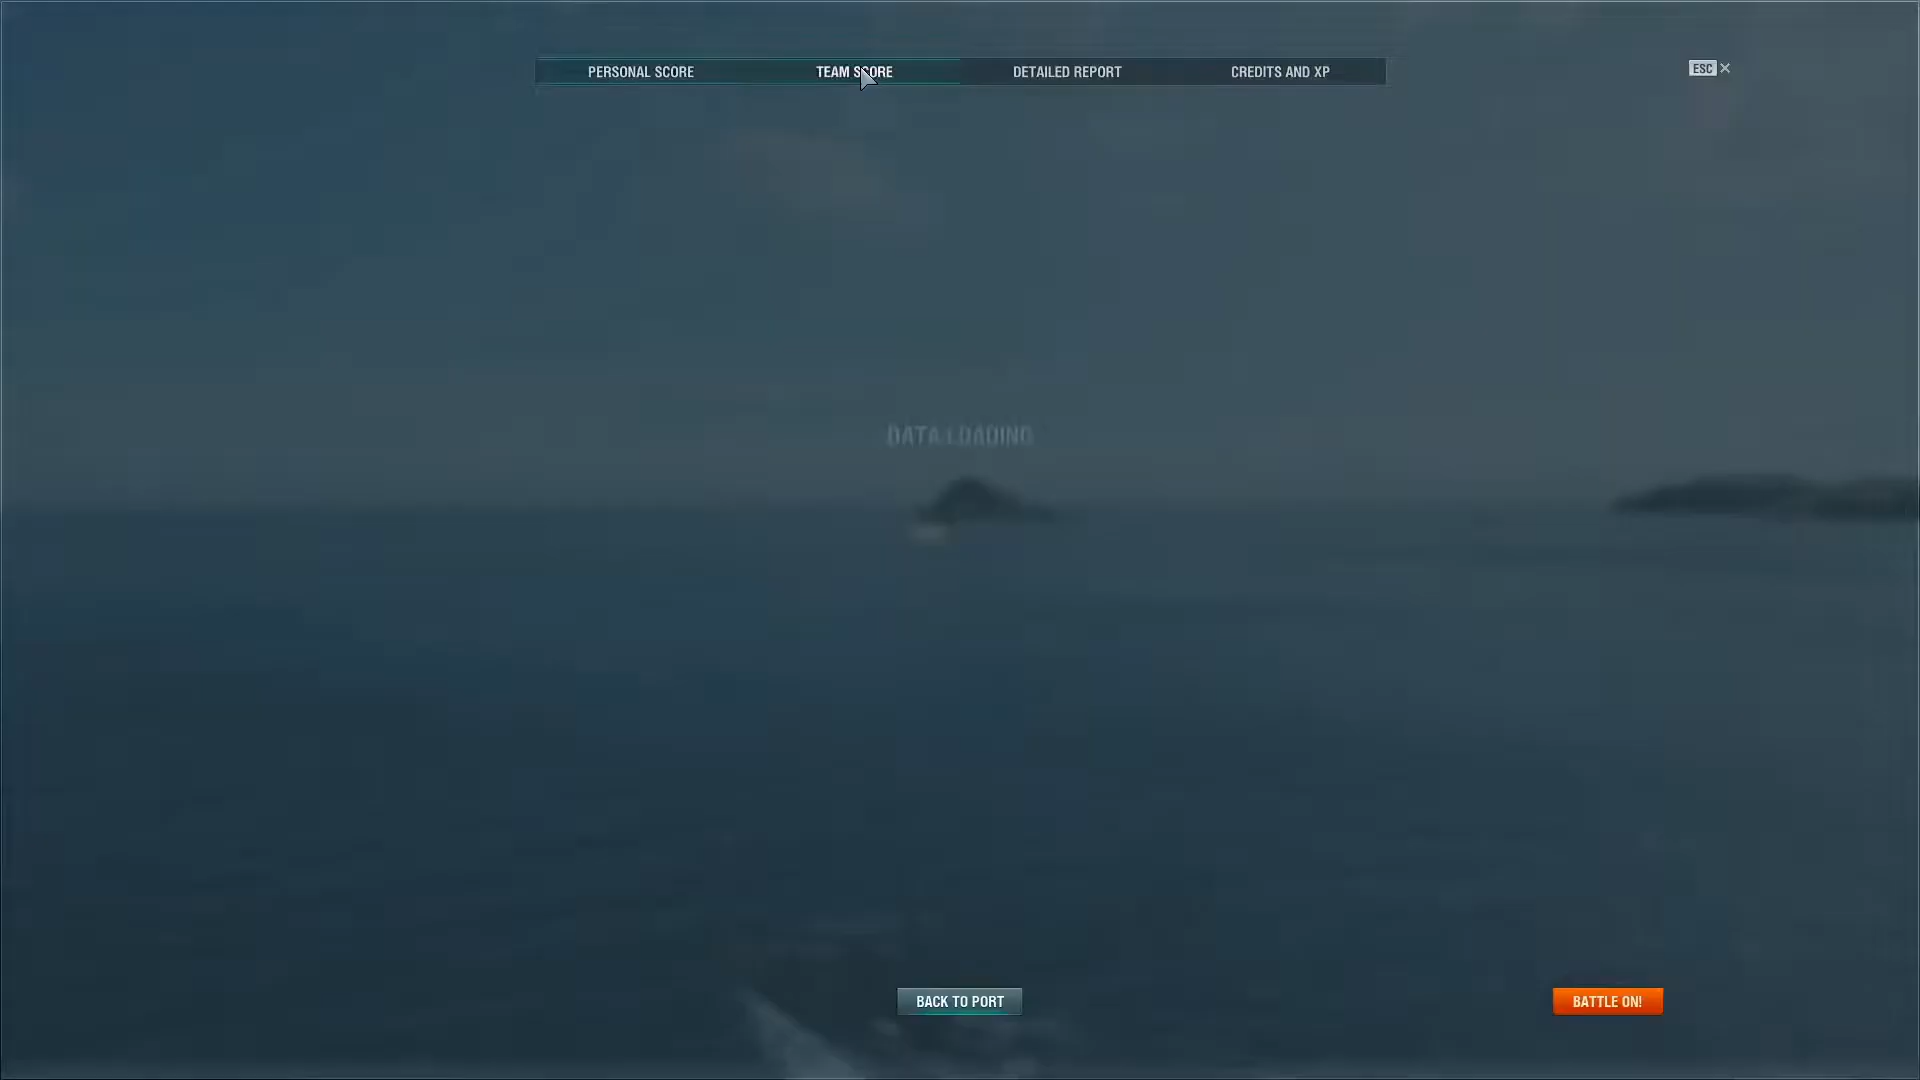 PERSONAL SCORE TEAM SCORE DETAILED REPORT CREDITS AND XP ESC ×
DATA LOADING
BACK TO PORT BATTLE ON!